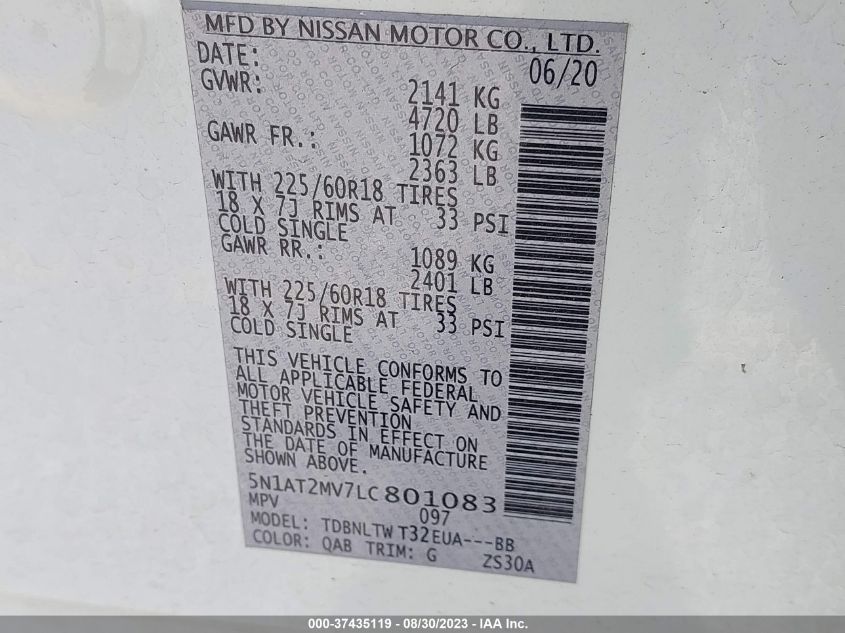 MFD BY NISSAN MOTOR CO., LTD.
DATE: 06/20
GVWR: 2141 KG
4720 LB
GAWR FR.: 1072 KG
2363 LB
WITH 225/60R18 TIRES
18 X 7J RIMS AT 33 PSI
COLD SINGLE
GAWR RR.: 1089 KG
2401 LB
WITH 225/60R18 TIRES
18 X 7J RIMS AT 33 PSI
COLD SINGLE
THIS VEHICLE CONFORMS TO
ALL APPLICABLE FEDERAL
MOTOR VEHICLE SAFETY AND
THEFT PREVENTION
STANDARDS IN EFFECT ON
THE DATE OF MANUFACTURE
SHOWN ABOVE.
5N1AT2MV7LC801083
MPV 097
MODEL: TDBNLTW T32EUA---BB
COLOR: QAB TRIM: G ZS30A
000-37435119 - 08/30/2023 - IAA Inc.